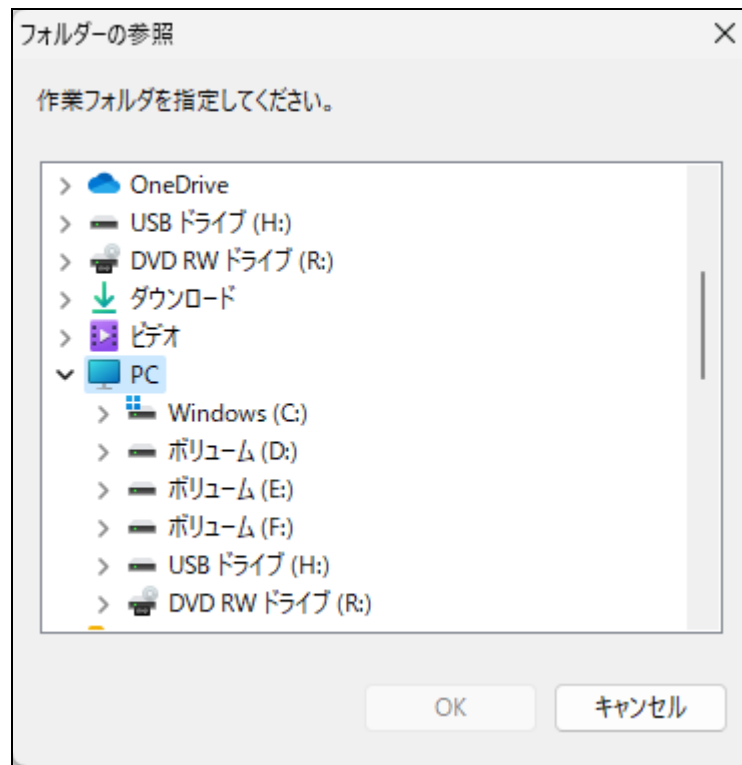 フォルダーの参照
作業フォルダを指定してください。
OneDrive
USB ドライブ (H:)
DVD RW ドライブ (R:)
ダウンロード
ビデオ
PC
Windows (C:)
ボリューム (D:)
ボリューム (E:)
ボリューム (F:)
USB ドライブ (H:)
DVD RW ドライブ (R:)
OK
キャンセル